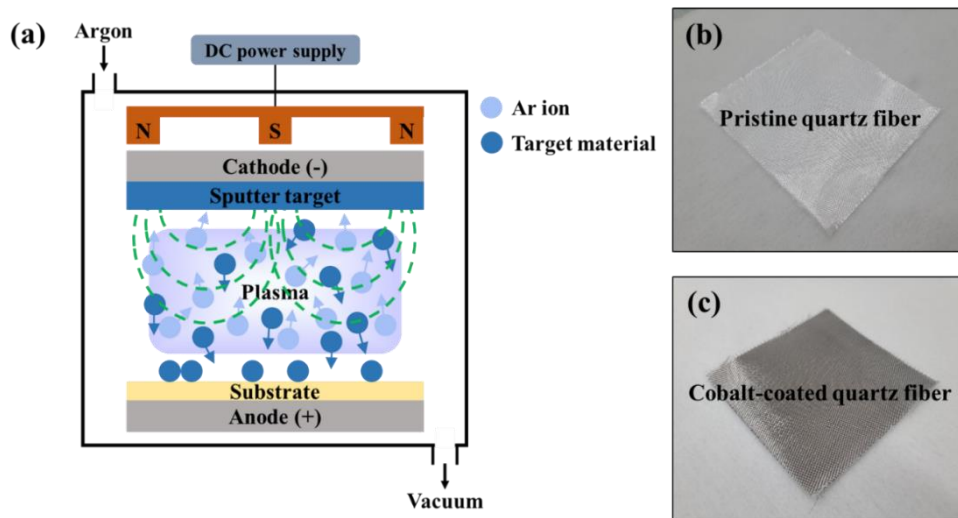 (a)
Argon
DC power supply
N
S
N
Cathode (-)
Sputter target
Plasma
Substrate
Anode (+)
Vacuum
Ar ion
Target material
(b)
Pristine quartz fiber
(c)
Cobalt-coated quartz fiber